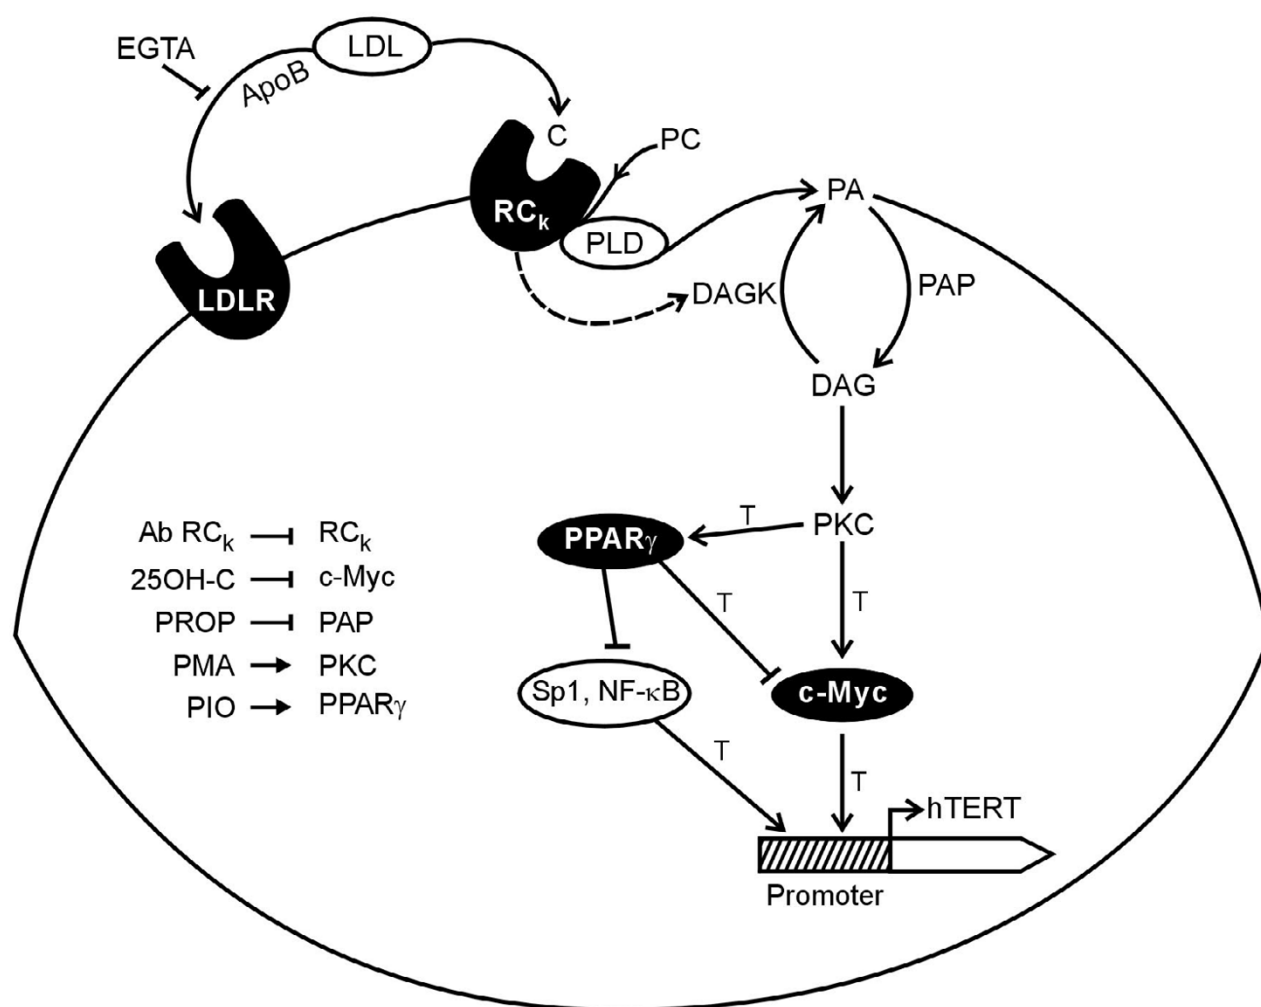 EGTA
ApoB
LDL
C
PC
RCk
PLD
PA
LDLR
DAGK
PAP
DAG
PKC
T
PPARγ
T
T
Ab RCk RCk
25OH-C c-Myc
PROP PAP
PMA PKC
PIO PPARγ
Sp1, NF-κB
c-Myc
T
T
hTERT
Promoter